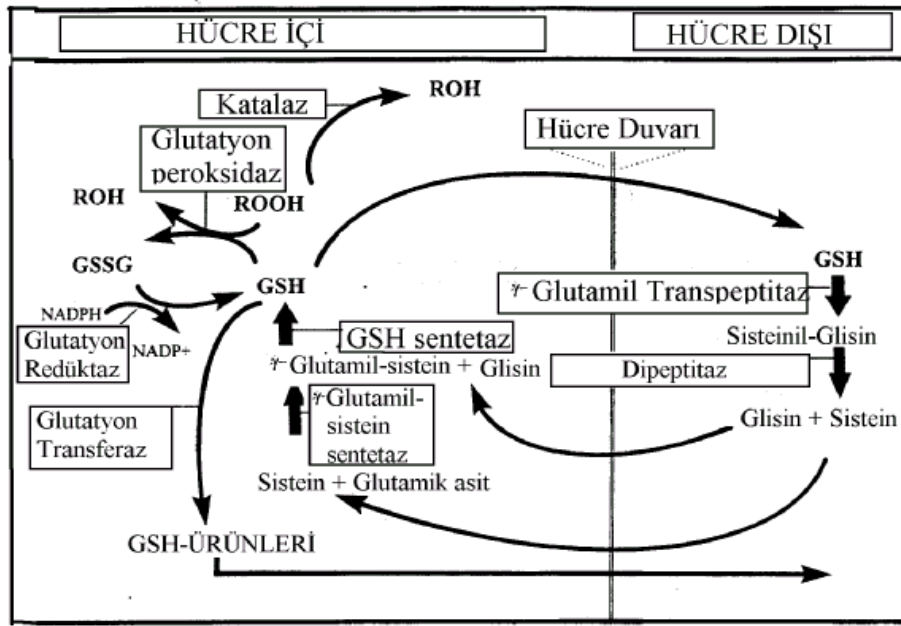 HÜCRE İÇİ
HÜCRE DIŞI
Katalaz
ROH
Glutatyon
peroksidaz
Hücre Duvarı
ROH
ROOH
GSSG
GSH
GSH
NADPH
NADP+
Glutatyon
Redüktaz
γ- Glutamil Transpeptitaz
GSH sentetaz
Sisteinil-Glisin
γ- Glutamil-sistein + Glisin
Dipeptitaz
γ-Glutamil-
sistein
sentetaz
Glutatyon
Transferaz
Glisin + Sistein
Sistein + Glutamik asit
GSH-ÜRÜNLERİ